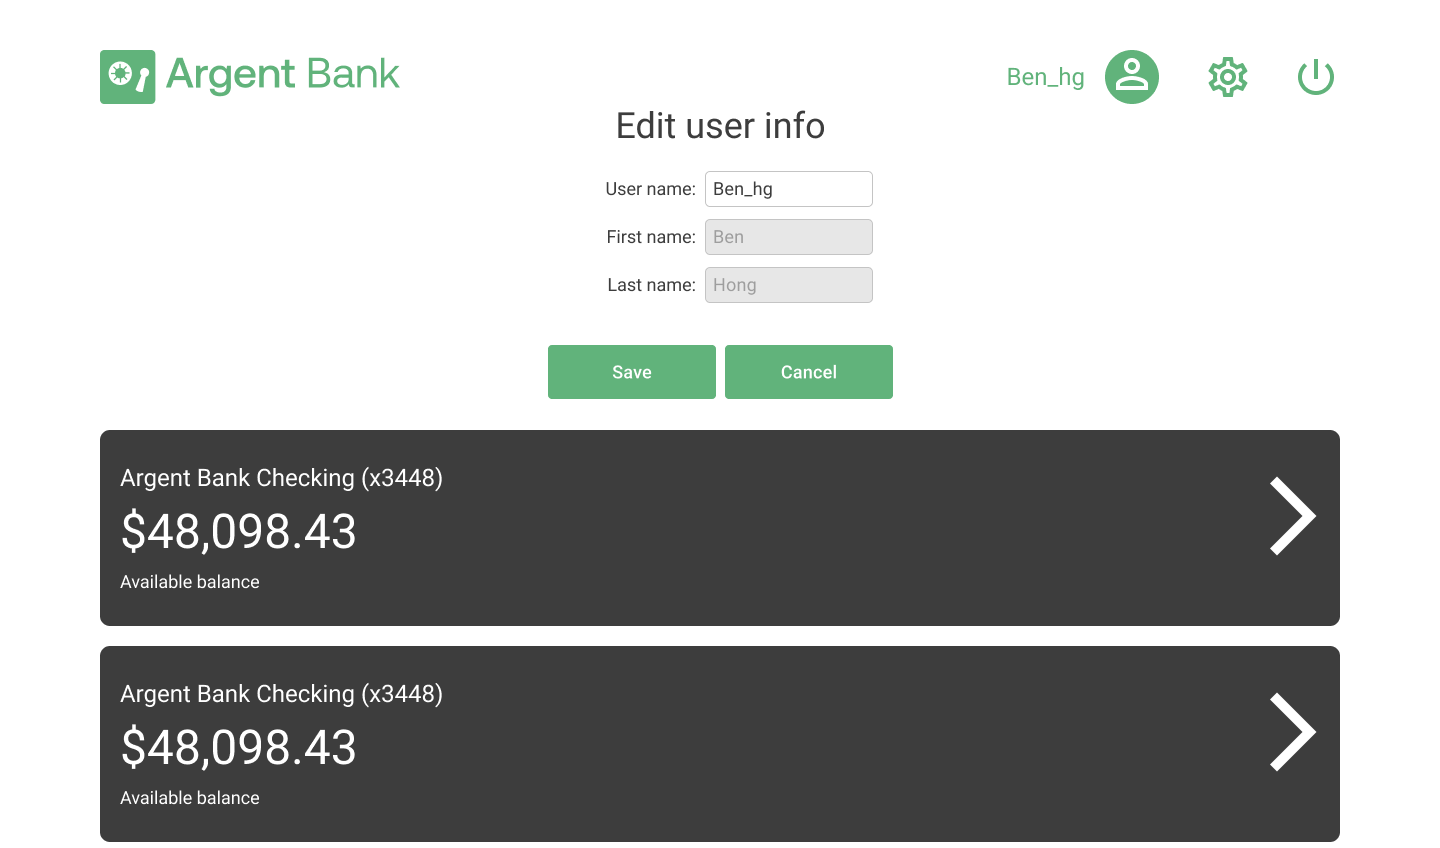 Argent Bank
Ben_hg
Edit user info
User name: Ben_hg
First name: Ben
Last name: Hong
Save Cancel
Argent Bank Checking (x3448)
$48,098.43
Available balance
Argent Bank Checking (x3448)
$48,098.43
Available balance